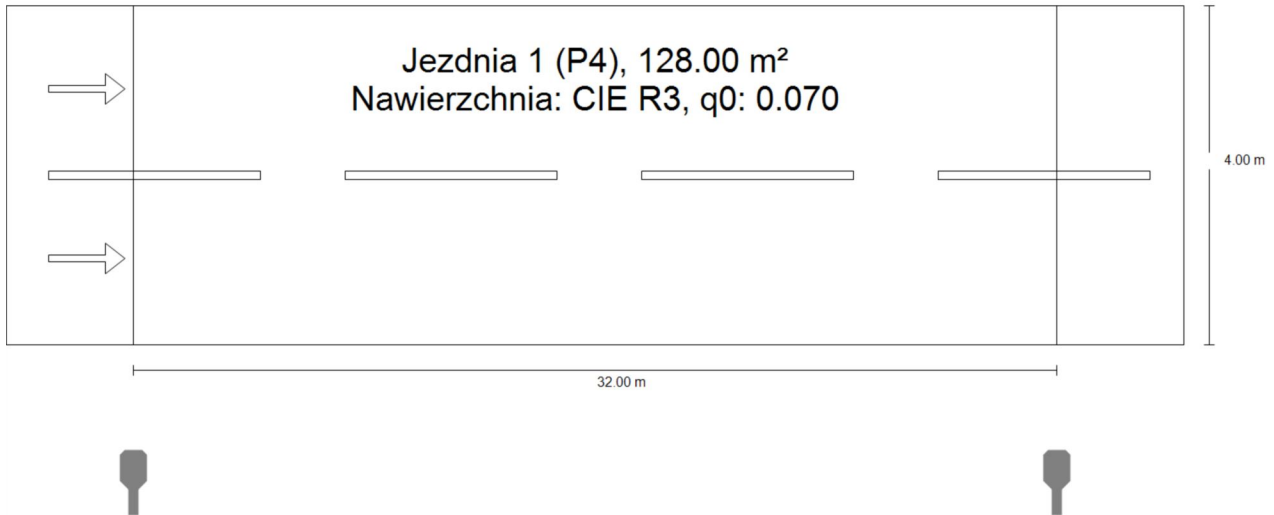 Jezdnia 1 (P4), 128.00 m²
Nawierzchnia: CIE R3, q0: 0.070
4.00 m
32.00 m